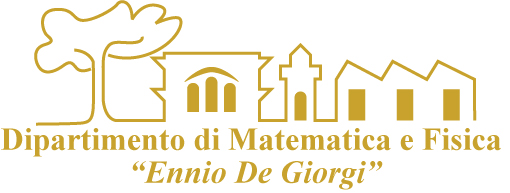 Dipartimento di Matematica e Fisica
“Ennio De Giorgi”